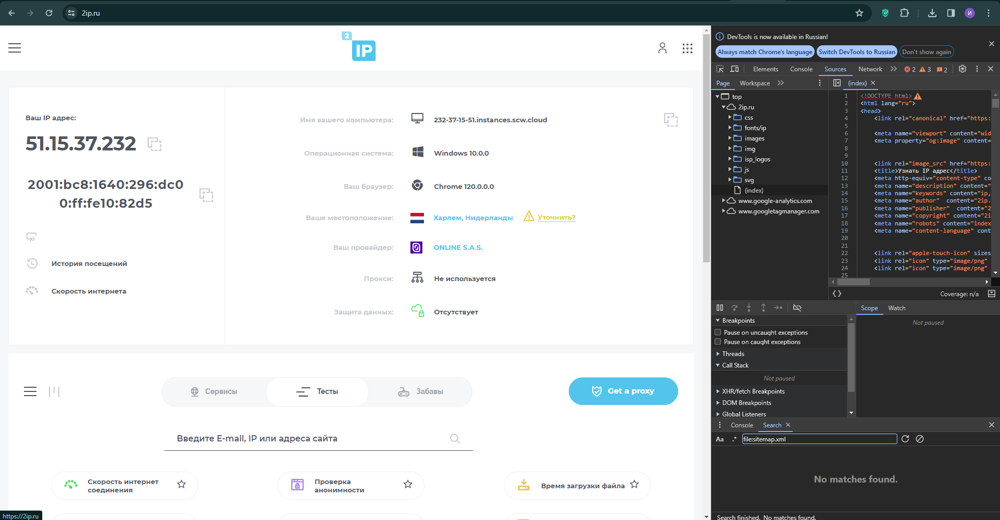 2ip.ru
И
2
IP
Ваш IP адрес:
51.15.37.232
2001:bc8:1640:296:dc0
0:ff:fe10:82d5
История посещений
Скорость интернета
Имя вашего компьютера:
232-37-15-51.instances.scw.cloud
Операционная система:
Windows 10.0.0
Ваш браузер:
Chrome 120.0.0.0
Ваше местоположение:
Харлем, Нидерланды
Уточнить?
Ваш провайдер:
ONLINE S.A.S.
Прокси:
Не используется
Защита данных:
Отсутствует
Сервисы
Тесты
Забавы
Get a proxy
Введите E-mail, IP или адреса сайта
Скорость интернет
соединения
Проверка
анонимности
Время загрузки файла
https://2ip.ru
DevTools is now available in Russian!
Always match Chrome's language
Switch DevTools to Russian
Don't show again
Elements
Console
Sources
Network
2
3
2
Page
Workspace
(index)
top
2ip.ru
css
fonts/ip
images
img
isp_logos
js
svg
(index)
www.google-analytics.com
www.googletagmanager.com
1 <!DOCTYPE html>
2 <html lang="ru">
3 <head>
4 <link rel="canonical" href="https:
5
6 <meta name="viewport" content="wid
7 <meta property="og:image" content=
8
9
10 <link rel="image_src" href="https:
11 <title>Узнать IP адрес</title>
12 <meta http-equiv="content-type" co
13 <meta name="description" content="
14 <meta name="keywords" content="ip,
15 <meta name="author"  content="2ip.
16 <meta name="publisher"  content="2
17 <meta name="copyright" content="2i
18 <meta name="robots" content="index
19 <meta name="content-language" cont
20
21
22 <link rel="apple-touch-icon" sizes
23 <link rel="icon" type="image/png"
24 <link rel="icon" type="image/png"
25
{}
Coverage: n/a
Scope
Watch
Not paused
Breakpoints
Pause on uncaught exceptions
Pause on caught exceptions
Threads
Call Stack
Not paused
XHR/fetch Breakpoints
DOM Breakpoints
Global Listeners
Console
Search
Aa
.*
file:sitemap.xml
No matches found.
Search finished. No matches found.